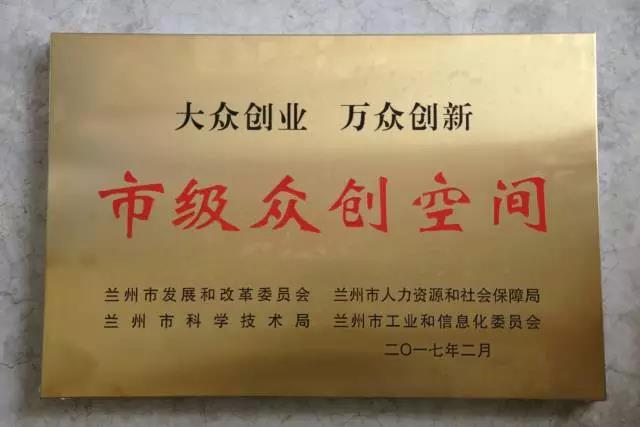 大众创业 万众创新
市级众创空间
兰州市发展和改革委员会 兰州市人力资源和社会保障局
兰州市科学技术局 兰州市工业和信息化委员会
二〇一七年二月